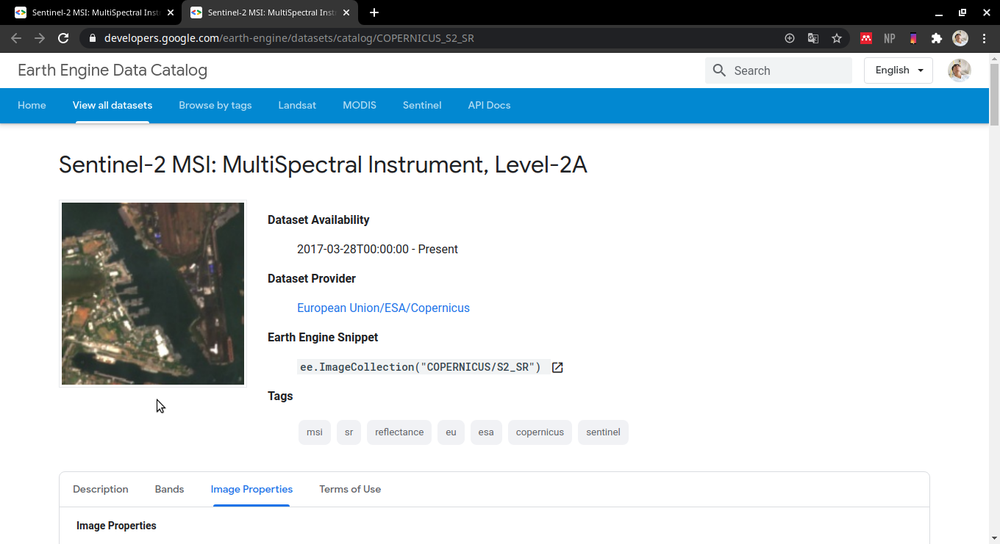 Sentinel-2 MSI: MultiSpectral Inst
Sentinel-2 MSI: MultiSpectral Inst
developers.google.com/earth-engine/datasets/catalog/COPERNICUS_S2_SR
NP
Earth Engine Data Catalog
Search
English
Home
View all datasets
Browse by tags
Landsat
MODIS
Sentinel
API Docs
Sentinel-2 MSI: MultiSpectral Instrument, Level-2A
Dataset Availability
2017-03-28T00:00:00 - Present
Dataset Provider
European Union/ESA/Copernicus
Earth Engine Snippet
ee.ImageCollection("COPERNICUS/S2_SR")
Tags
msi
sr
reflectance
eu
esa
copernicus
sentinel
Description
Bands
Image Properties
Terms of Use
Image Properties